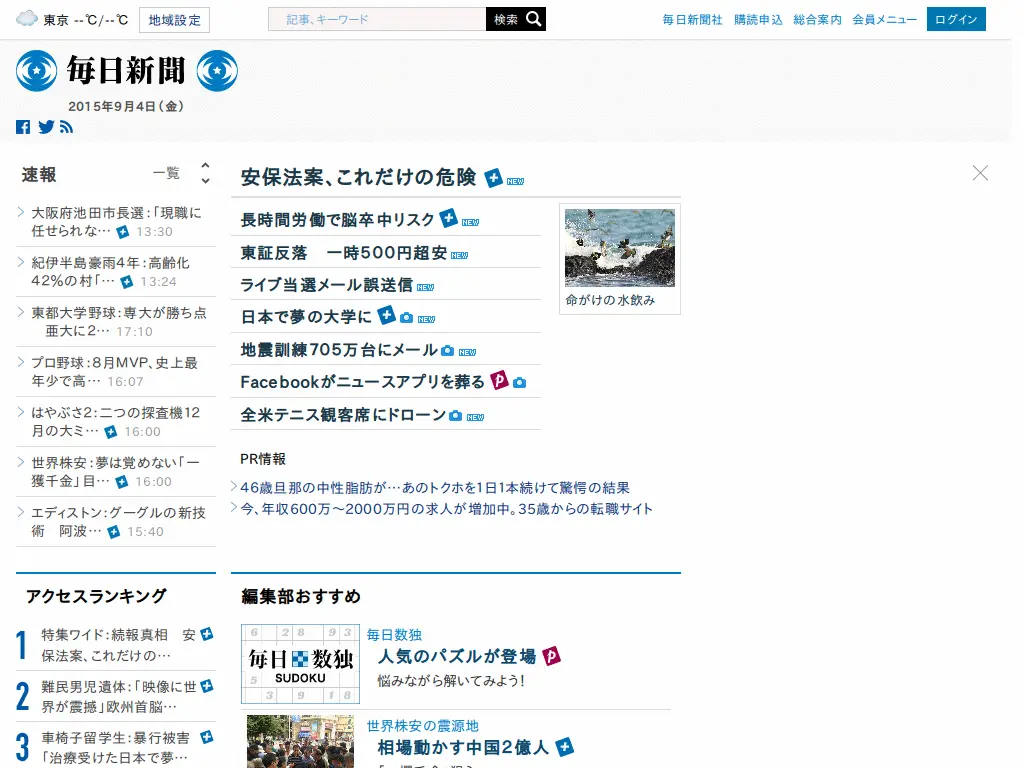 東京 --℃/--℃
地域設定
記事、キーワード
検索
毎日新聞社 購読申込 総合案内 会員メニュー
ログイン
毎日新聞
2015年9月4日(金)
速報
一覧
大阪府池田市長選:「現職に
任せられな… 13:30
紀伊半島豪雨4年:高齢化
42%の村「… 13:24
東都大学野球:専大が勝ち点
亜大に2… 17:10
プロ野球:8月MVP、史上最
年少で高… 16:07
はやぶさ2:二つの探査機12
月の大ミ… 16:00
世界株安:夢は覚めない「一
獲千金」目… 16:00
エディストン:グーグルの新技
術 阿波… 15:40
安保法案、これだけの危険 NEW
長時間労働で脳卒中リスク NEW
東証反落 一時500円超安 NEW
ライブ当選メール誤送信 NEW
日本で夢の大学に NEW
地震訓練705万台にメール NEW
Facebookがニュースアプリを葬る P
全米テニス観客席にドローン NEW
命がけの水飲み
PR情報
46歳旦那の中性脂肪が…あのトクホを1日1本続けて驚愕の結果
今、年収600万～2000万円の求人が増加中。35歳からの転職サイト
アクセスランキング
1 特集ワイド:続報真相 安
保法案、これだけの…
2 難民男児遺体:「映像に世
界が震撼」欧州首脳…
3 車椅子留学生:暴行被害
「治療受けた日本で夢…
編集部おすすめ
6 2 8 9 3
毎日 数独
SUDOKU
5
3 9 1 8
毎日数独
人気のパズルが登場 P
悩みながら解いてみよう!
世界株安の震源地
相場動かす中国2億人